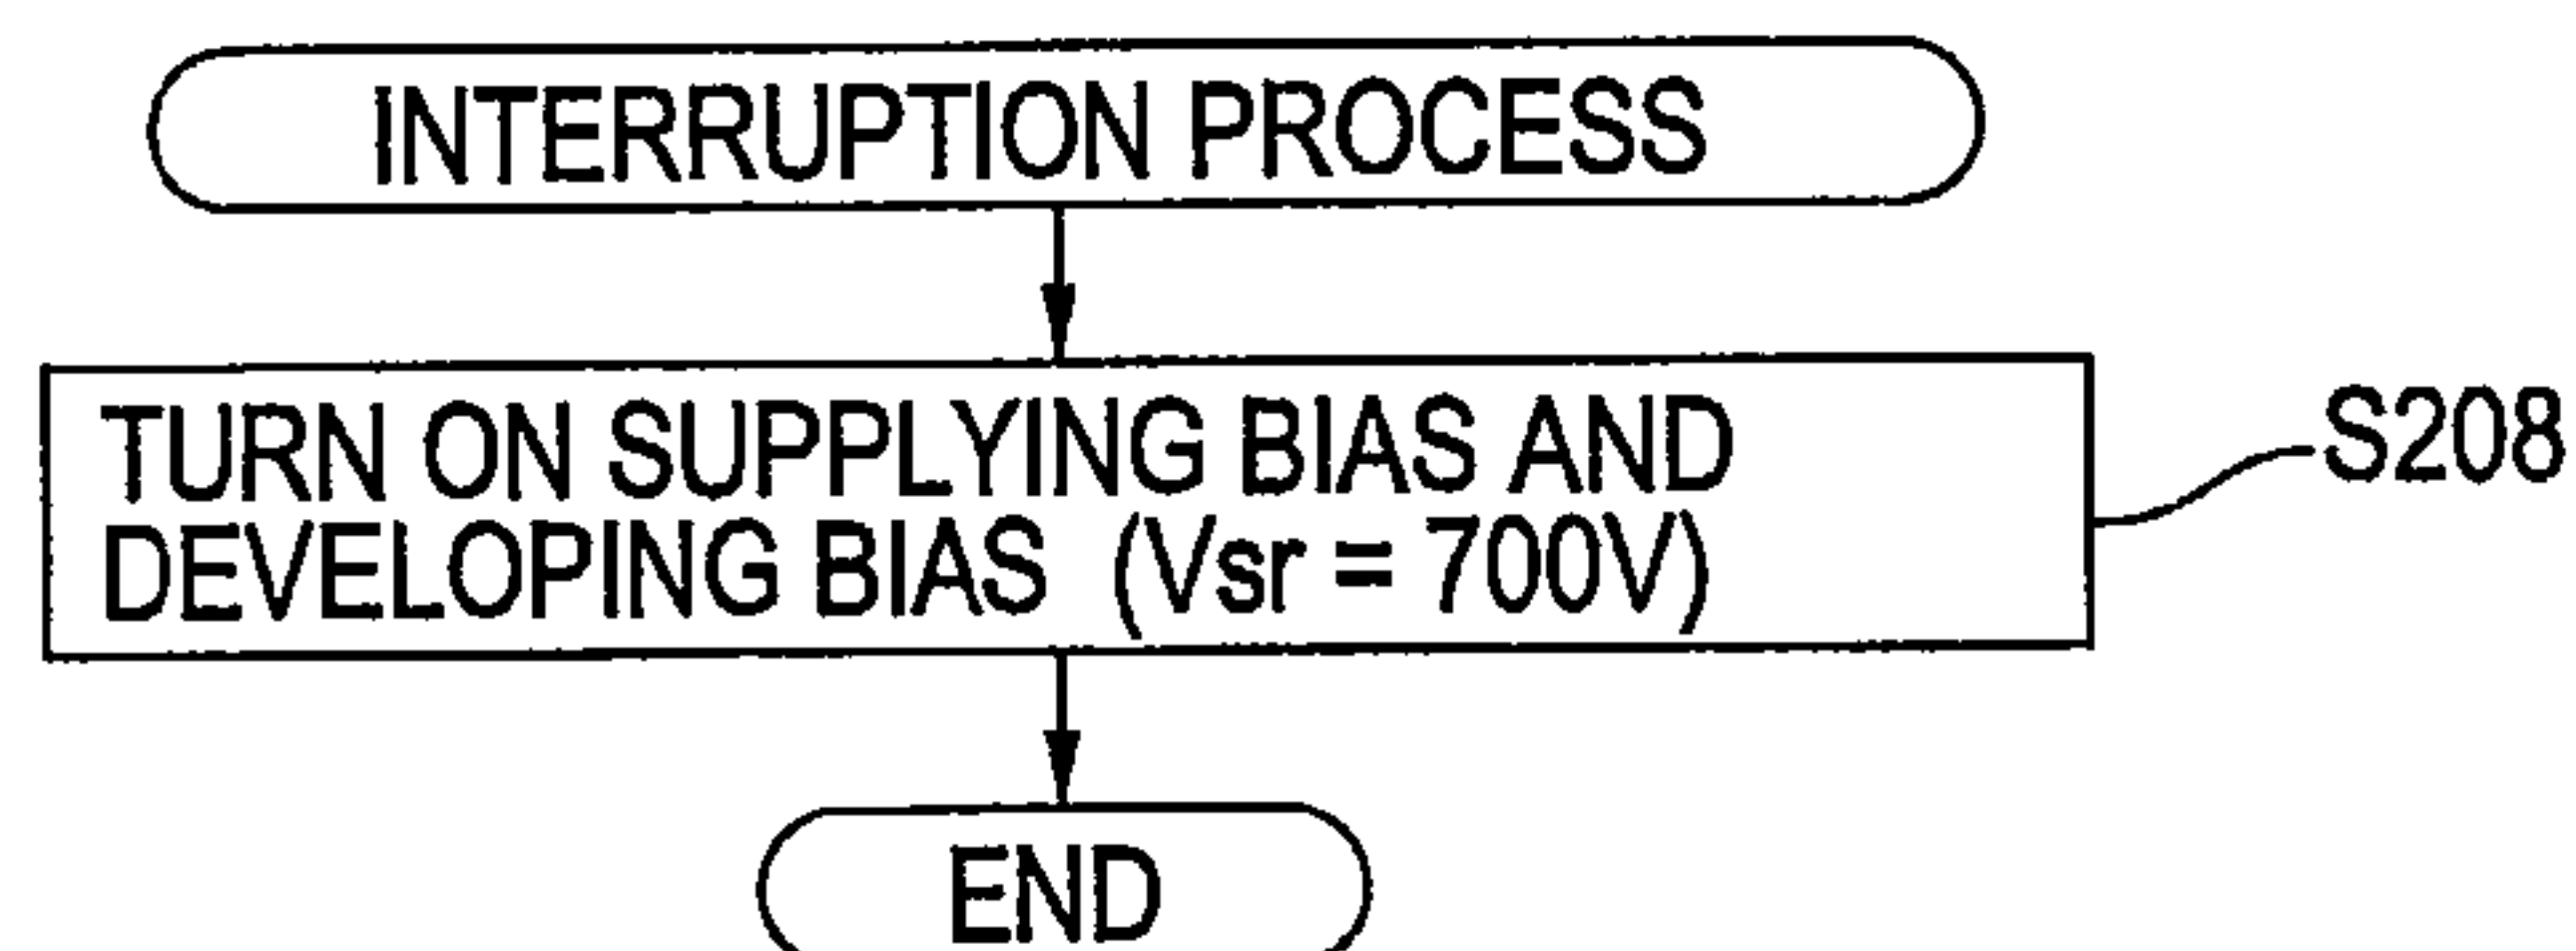 INTERRUPTION PROCESS
TURN ON SUPPLYING BIAS AND
DEVELOPING BIAS (Vsr = 700V)
S208
END